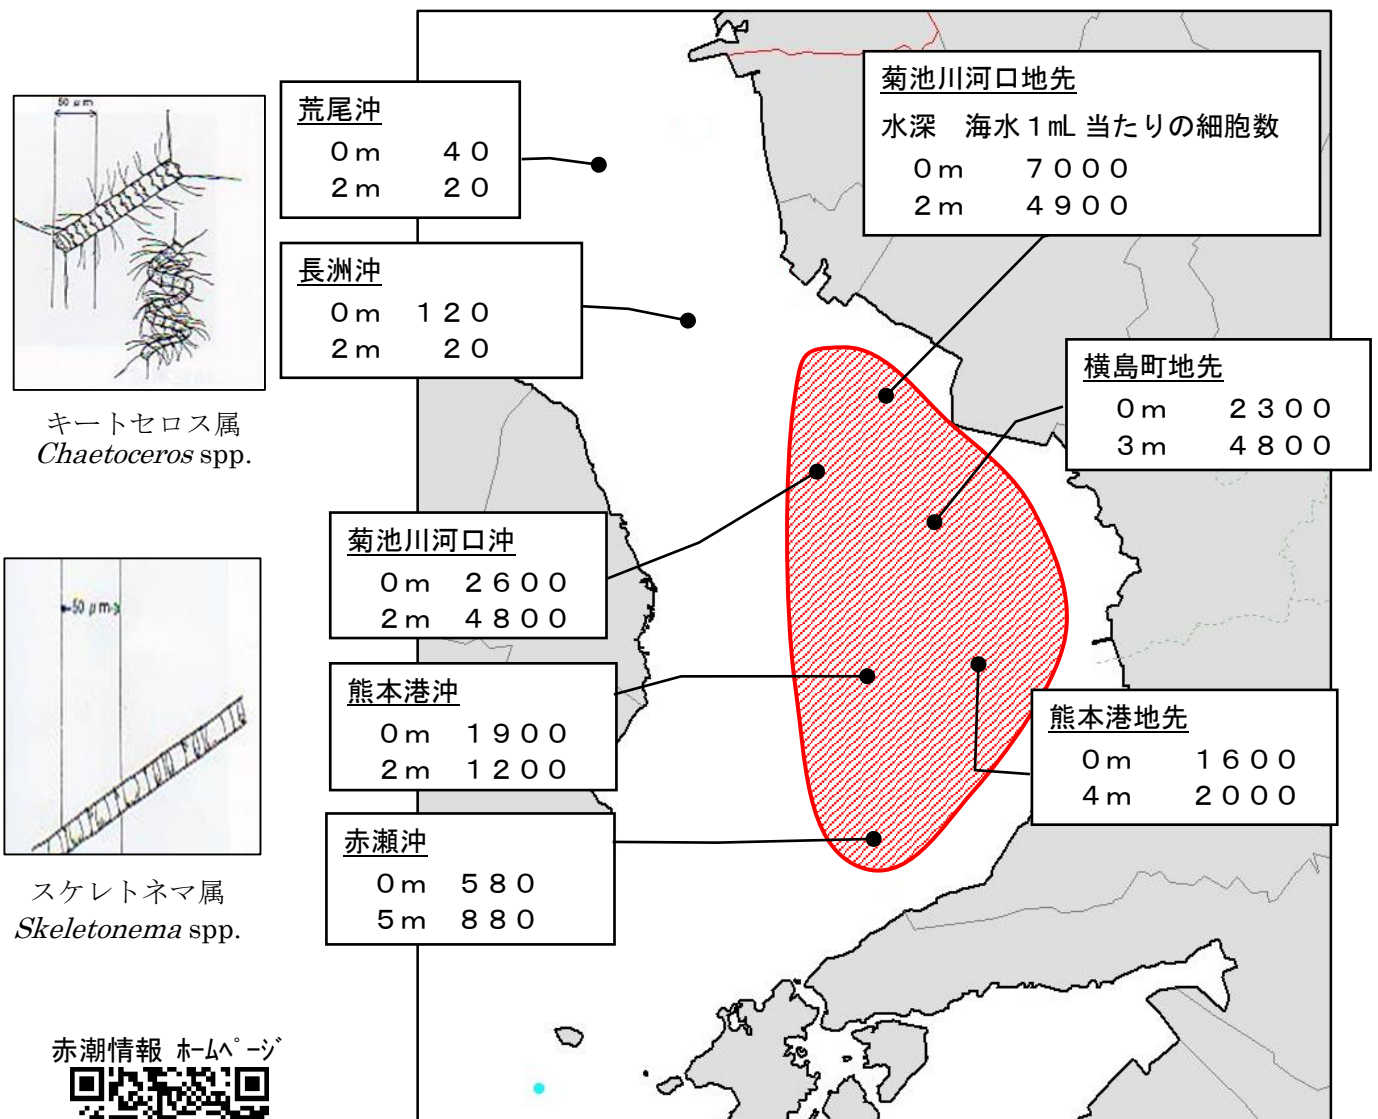 50 μm
キートセロス属
Chaetoceros spp.
50 μm
スケレトネマ属
Skeletonema spp.
赤潮情報 ﾎｰﾑﾍﾟｰｼﾞ
荒尾沖
0m 40
2m 20
長洲沖
0m 120
2m 20
菊池川河口地先
水深 海水1mL当たりの細胞数
0m 7000
2m 4900
横島町地先
0m 2300
3m 4800
菊池川河口沖
0m 2600
2m 4800
熊本港沖
0m 1900
2m 1200
熊本港地先
0m 1600
4m 2000
赤瀬沖
0m 580
5m 880